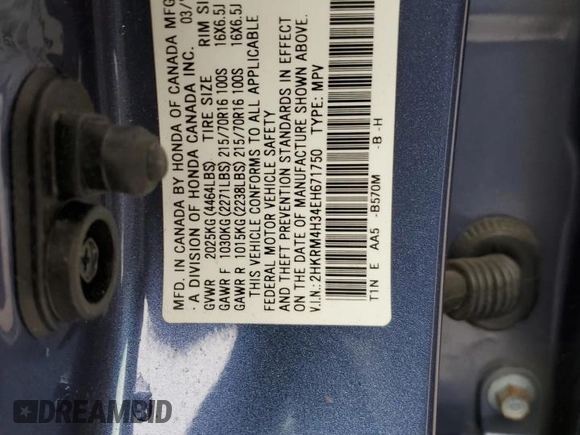 MFD. IN CANADA BY HONDA OF CANADA MFG.
- A DIVISION OF HONDA CANADA INC. 03/
GVWR 2025KG(4464LBS) TIRE SIZE RIM SI
GAWR F 1030KG(2271LBS) 215/70R16 100S 16X6.5J
GAWR R 1015KG(2238LBS) 215/70R16 100S 16X6.5J
THIS VEHICLE CONFORMS TO ALL APPLICABLE
FEDERAL MOTOR VEHICLE SAFETY
AND THEFT PREVENTION STANDARDS IN EFFECT
ON THE DATE OF MANUFACTURE SHOWN ABOVE.
V.I.N.: 2HKRM4H34EH671750 TYPE: MPV
TIN E AA5 -B570M -B -H
DREAMBID